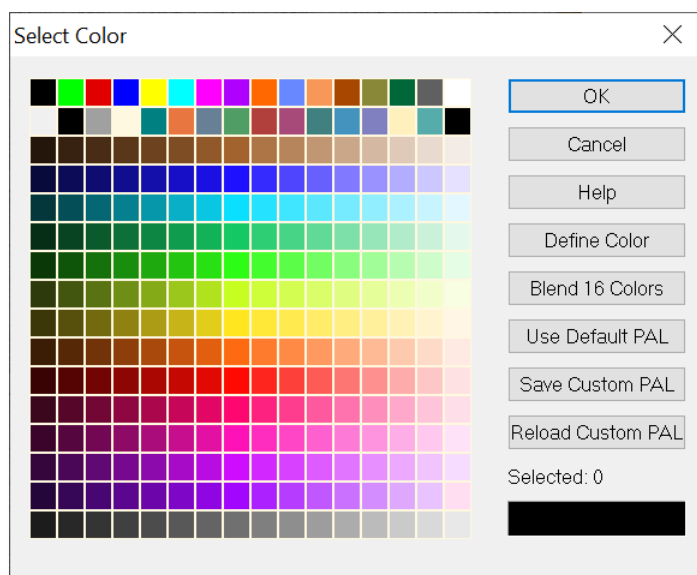 Select Color
OK
Cancel
Help
Define Color
Blend 16 Colors
Use Default PAL
Save Custom PAL
Reload Custom PAL
Selected: 0